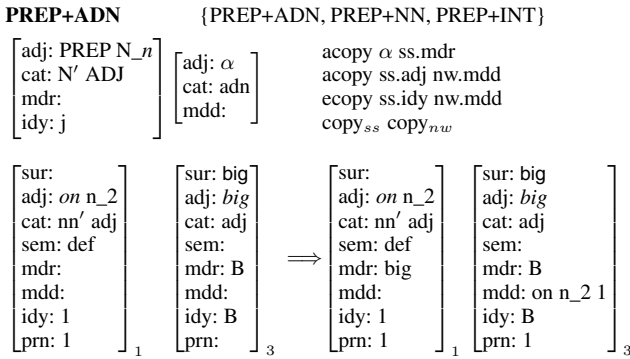 PREP+ADN {PREP+ADN, PREP+NN, PREP+INT}
adj: PREP N_n
cat: N′ ADJ
mdr:
idy: j
adj: α
cat: adn
mdd:
acopy α ss.mdr
acopy ss.adj nw.mdd
ecopy ss.idy nw.mdd
copy_ss copy_nw
sur:
adj: on n_2
cat: nn′ adj
sem: def
mdr:
mdd:
idy: 1
prn: 1
1
sur: big
adj: big
cat: adj
sem:
mdr: B
mdd:
idy: B
prn:
3
⟹
sur:
adj: on n_2
cat: nn′ adj
sem: def
mdr: big
mdd:
idy: 1
prn: 1
1
sur: big
adj: big
cat: adj
sem:
mdr: B
mdd: on n_2 1
idy: B
prn: 1
3